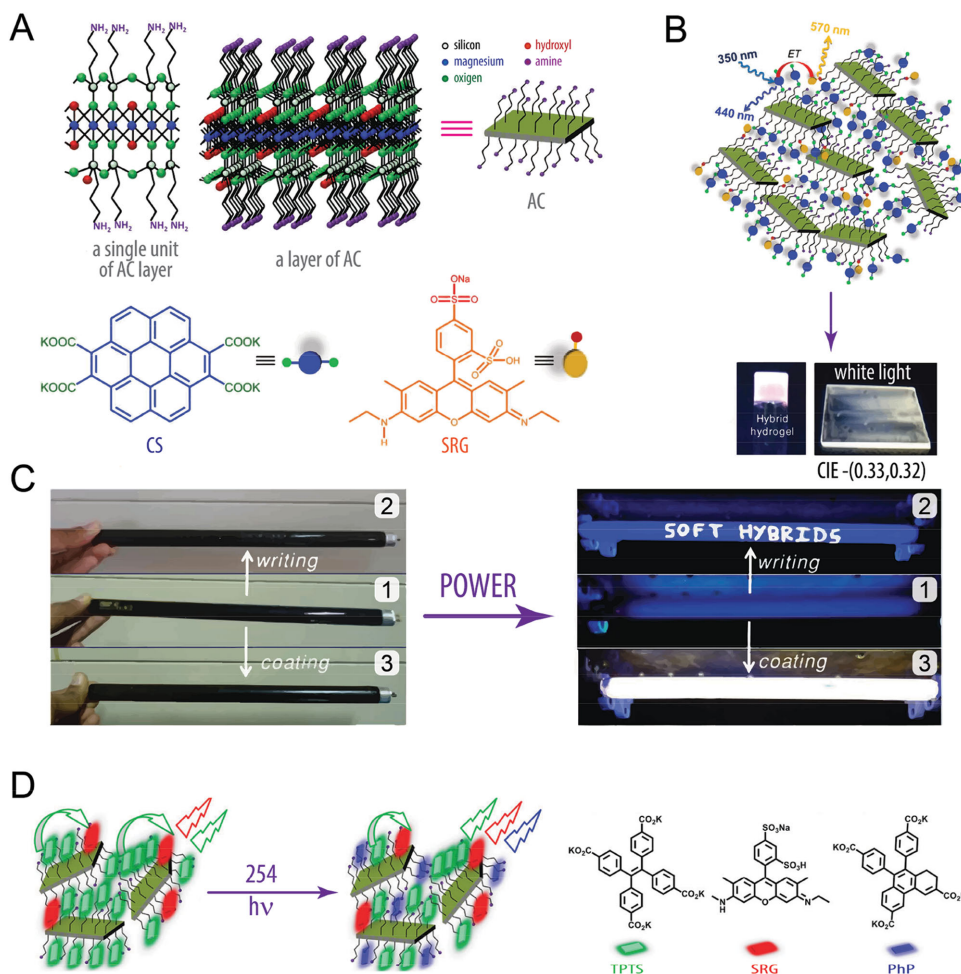 A
NH2 NH2 NH2 NH2
NH2 NH2 NH2 NH2
a single unit
of AC layer
a layer of AC
silicon
hydroxyl
magnesium
amine
oxigen
AC
B
350 nm
ET
570 nm
440 nm
KOOC
COOK
KOOC
COOK
CS
ONa
O=S=O
O
S
OH
O
N
H
O
N
SRG
Hybrid
hydrogel
white light
CIE -(0.33,0.32)
C
2
writing
1
coating
3
POWER
2
SOFT HYBRIDS
writing
1
coating
3
D
254
hν
CO2K
KO2C
CO2K
CO2K
TPTS
SO3Na
SO3H
N
H
O
N
SRG
CO2K
KO2C
CO2K
KO2C
PhP